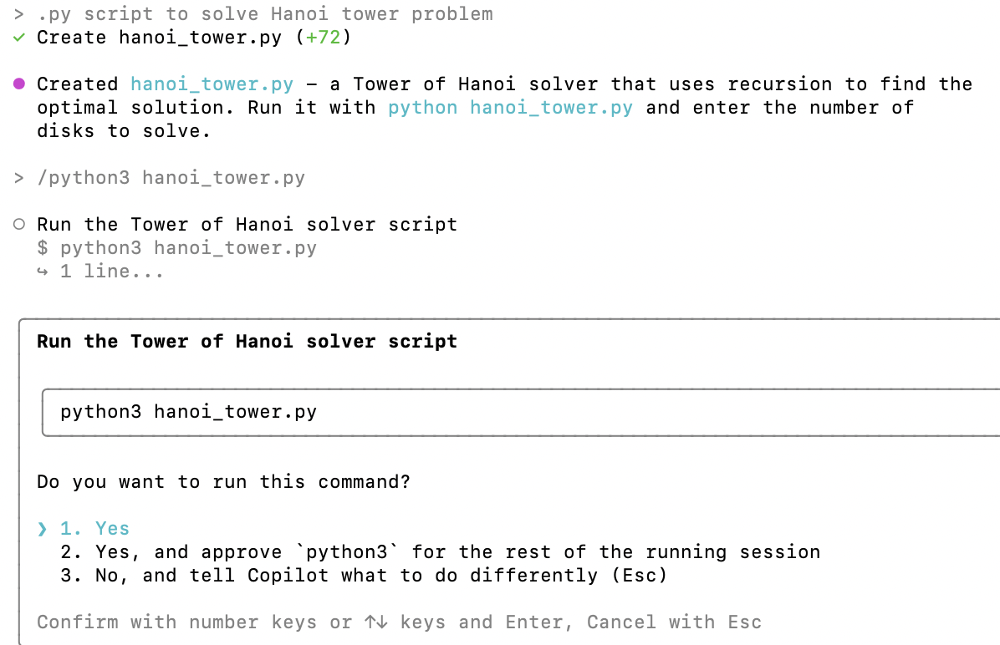 > .py script to solve Hanoi tower problem
✓ Create hanoi_tower.py (+72)
● Created hanoi_tower.py – a Tower of Hanoi solver that uses recursion to find the
optimal solution. Run it with python hanoi_tower.py and enter the number of
disks to solve.
> /python3 hanoi_tower.py
○ Run the Tower of Hanoi solver script
$ python3 hanoi_tower.py
↪ 1 line...
Run the Tower of Hanoi solver script
python3 hanoi_tower.py
Do you want to run this command?
❯ 1. Yes
2. Yes, and approve `python3` for the rest of the running session
3. No, and tell Copilot what to do differently (Esc)
Confirm with number keys or ↑↓ keys and Enter, Cancel with Esc